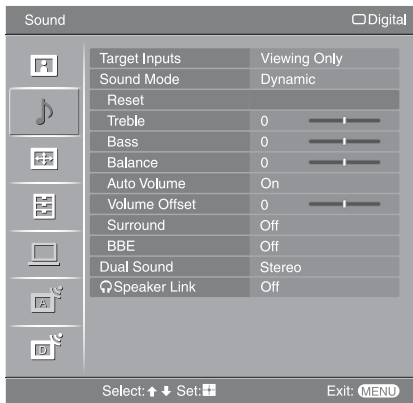 Sound Digital
Target Inputs Viewing Only
Sound Mode Dynamic
Reset
Treble 0
Bass 0
Balance 0
Auto Volume On
Volume Offset 0
Surround Off
BBE Off
Dual Sound Stereo
Speaker Link Off
A
D
Select: Set: Exit: MENU